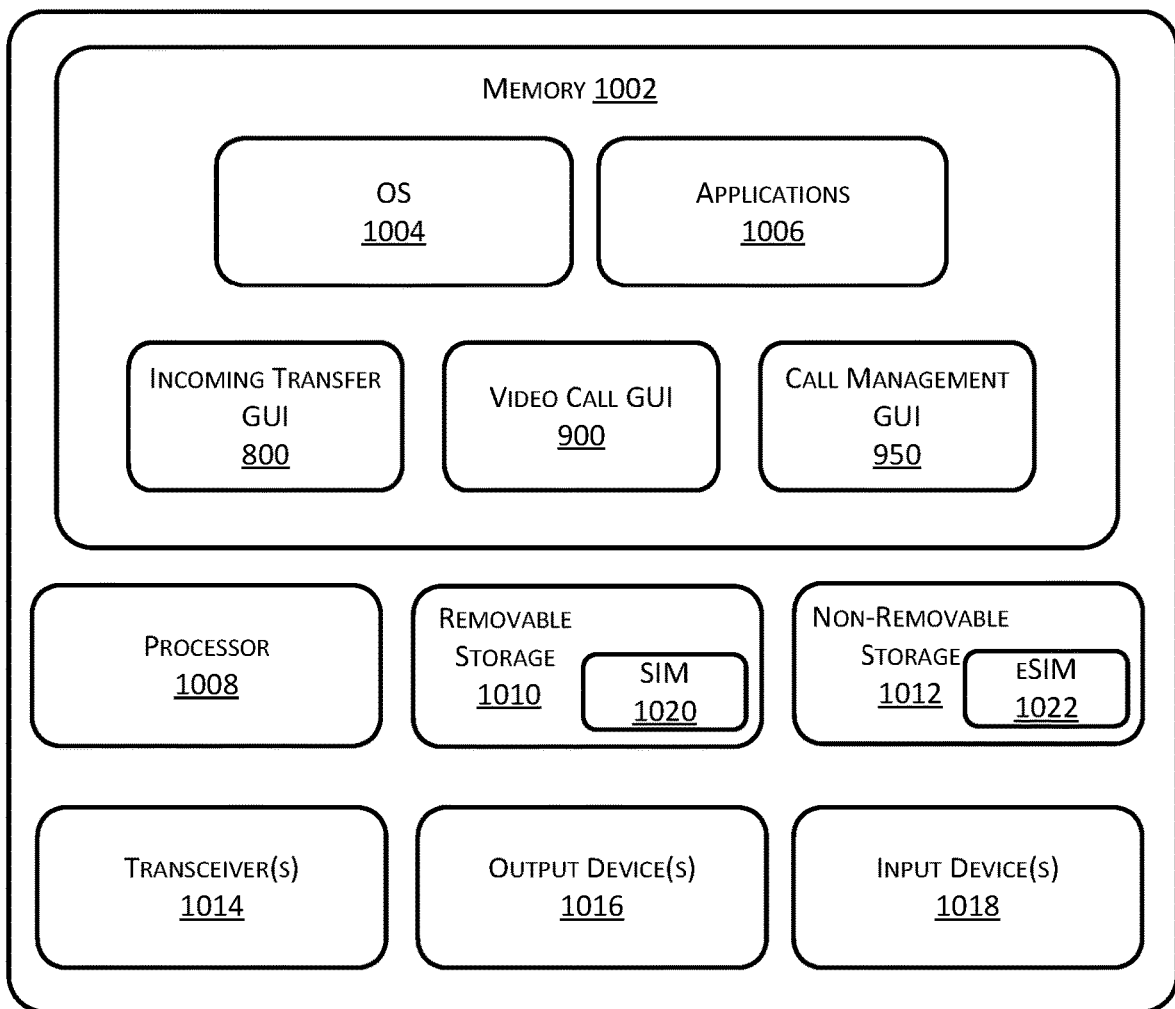 MEMORY 1002
OS
1004
APPLICATIONS
1006
INCOMING TRANSFER
GUI
800
VIDEO CALL GUI
900
CALL MANAGEMENT
GUI
950
PROCESSOR
1008
REMOVABLE
STORAGE
1010
SIM
1020
NON-REMOVABLE
STORAGE
1012
ESIM
1022
TRANSCEIVER(S)
1014
OUTPUT DEVICE(S)
1016
INPUT DEVICE(S)
1018